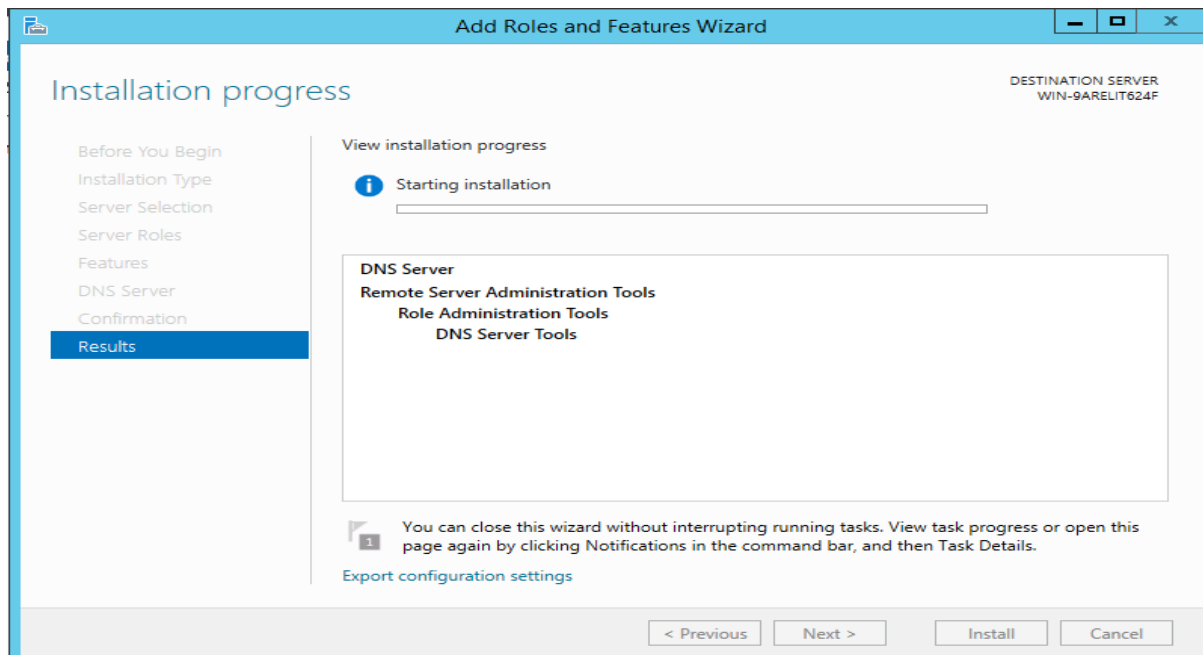 Add Roles and Features Wizard
Installation progress
DESTINATION SERVER
WIN-9ARELIT624F
Before You Begin
Installation Type
Server Selection
Server Roles
Features
DNS Server
Confirmation
Results
View installation progress
Starting installation
DNS Server
Remote Server Administration Tools
Role Administration Tools
DNS Server Tools
1
You can close this wizard without interrupting running tasks. View task progress or open this
page again by clicking Notifications in the command bar, and then Task Details.
Export configuration settings
< Previous
Next >
Install
Cancel